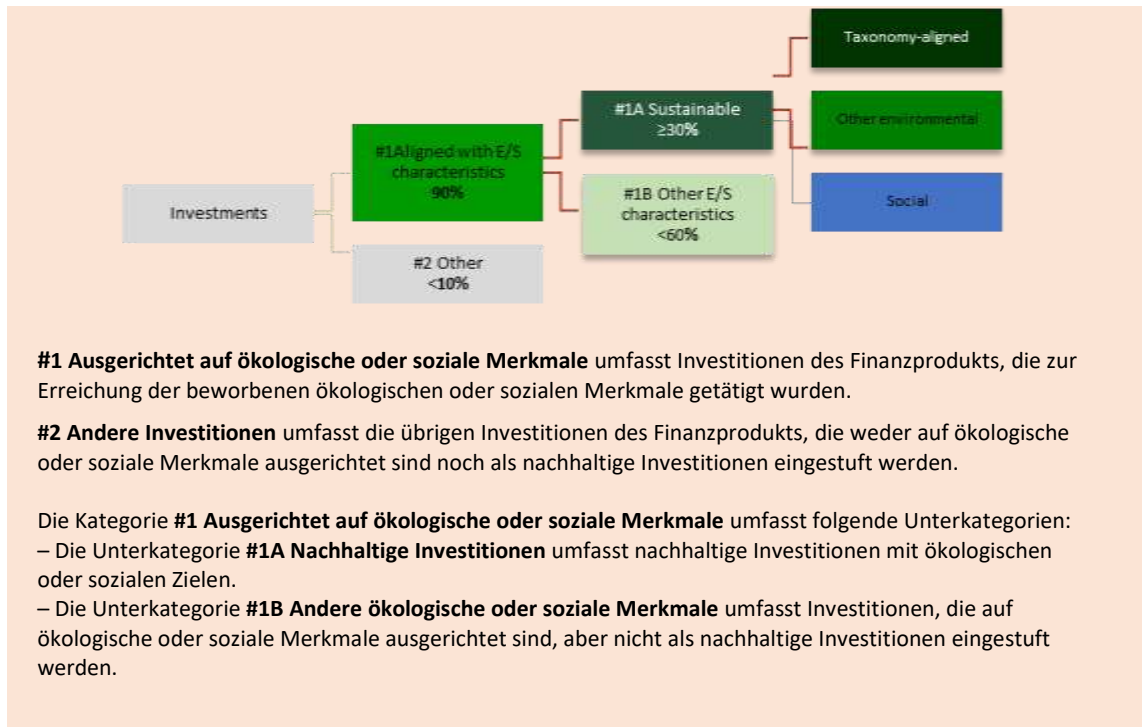 Taxonomy-aligned
#1A Sustainable
≥30%
Other environmental
#1Aligned with E/S
characteristics
90%
Investments
#1B Other E/S
characteristics
<60%
Social
#2 Other
<10%
#1 Ausgerichtet auf ökologische oder soziale Merkmale umfasst Investitionen des Finanzprodukts, die zur
Erreichung der beworbenen ökologischen oder sozialen Merkmale getätigt wurden.
#2 Andere Investitionen umfasst die übrigen Investitionen des Finanzprodukts, die weder auf ökologische
oder soziale Merkmale ausgerichtet sind noch als nachhaltige Investitionen eingestuft werden.
Die Kategorie #1 Ausgerichtet auf ökologische oder soziale Merkmale umfasst folgende Unterkategorien:
– Die Unterkategorie #1A Nachhaltige Investitionen umfasst nachhaltige Investitionen mit ökologischen
oder sozialen Zielen.
– Die Unterkategorie #1B Andere ökologische oder soziale Merkmale umfasst Investitionen, die auf
ökologische oder soziale Merkmale ausgerichtet sind, aber nicht als nachhaltige Investitionen eingestuft
werden.